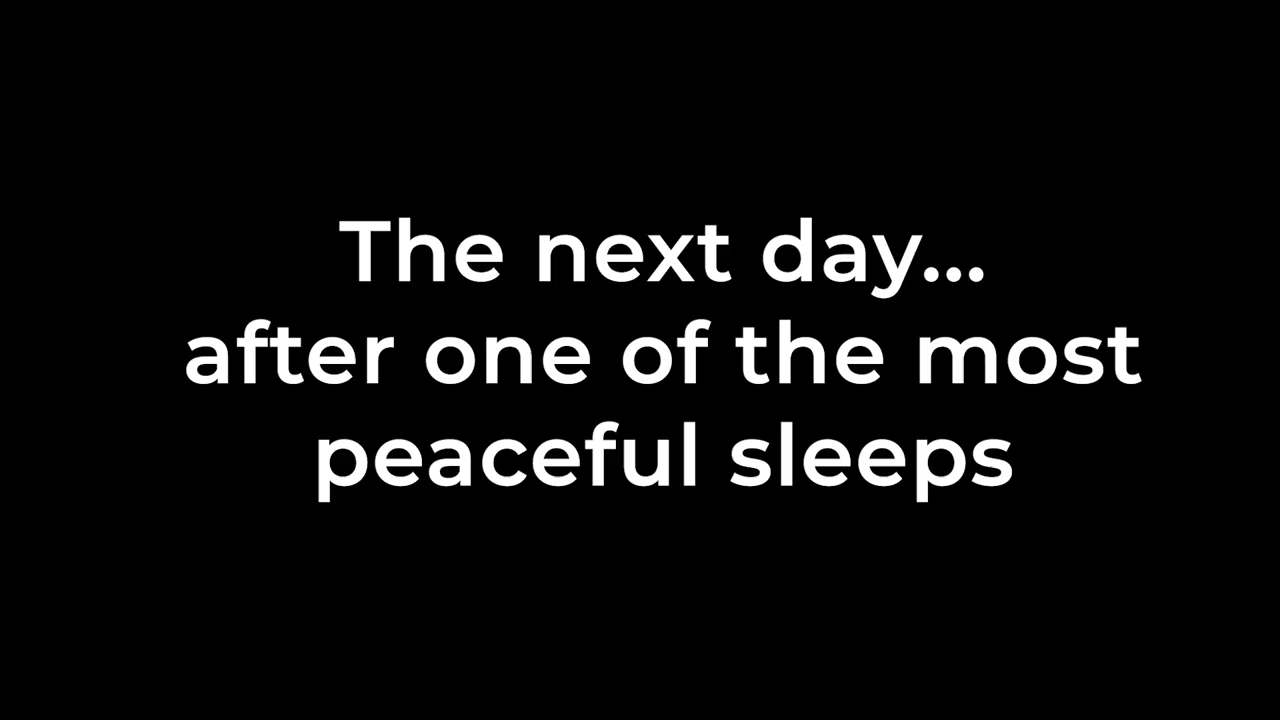 The next day...
after one of the most
peaceful sleeps